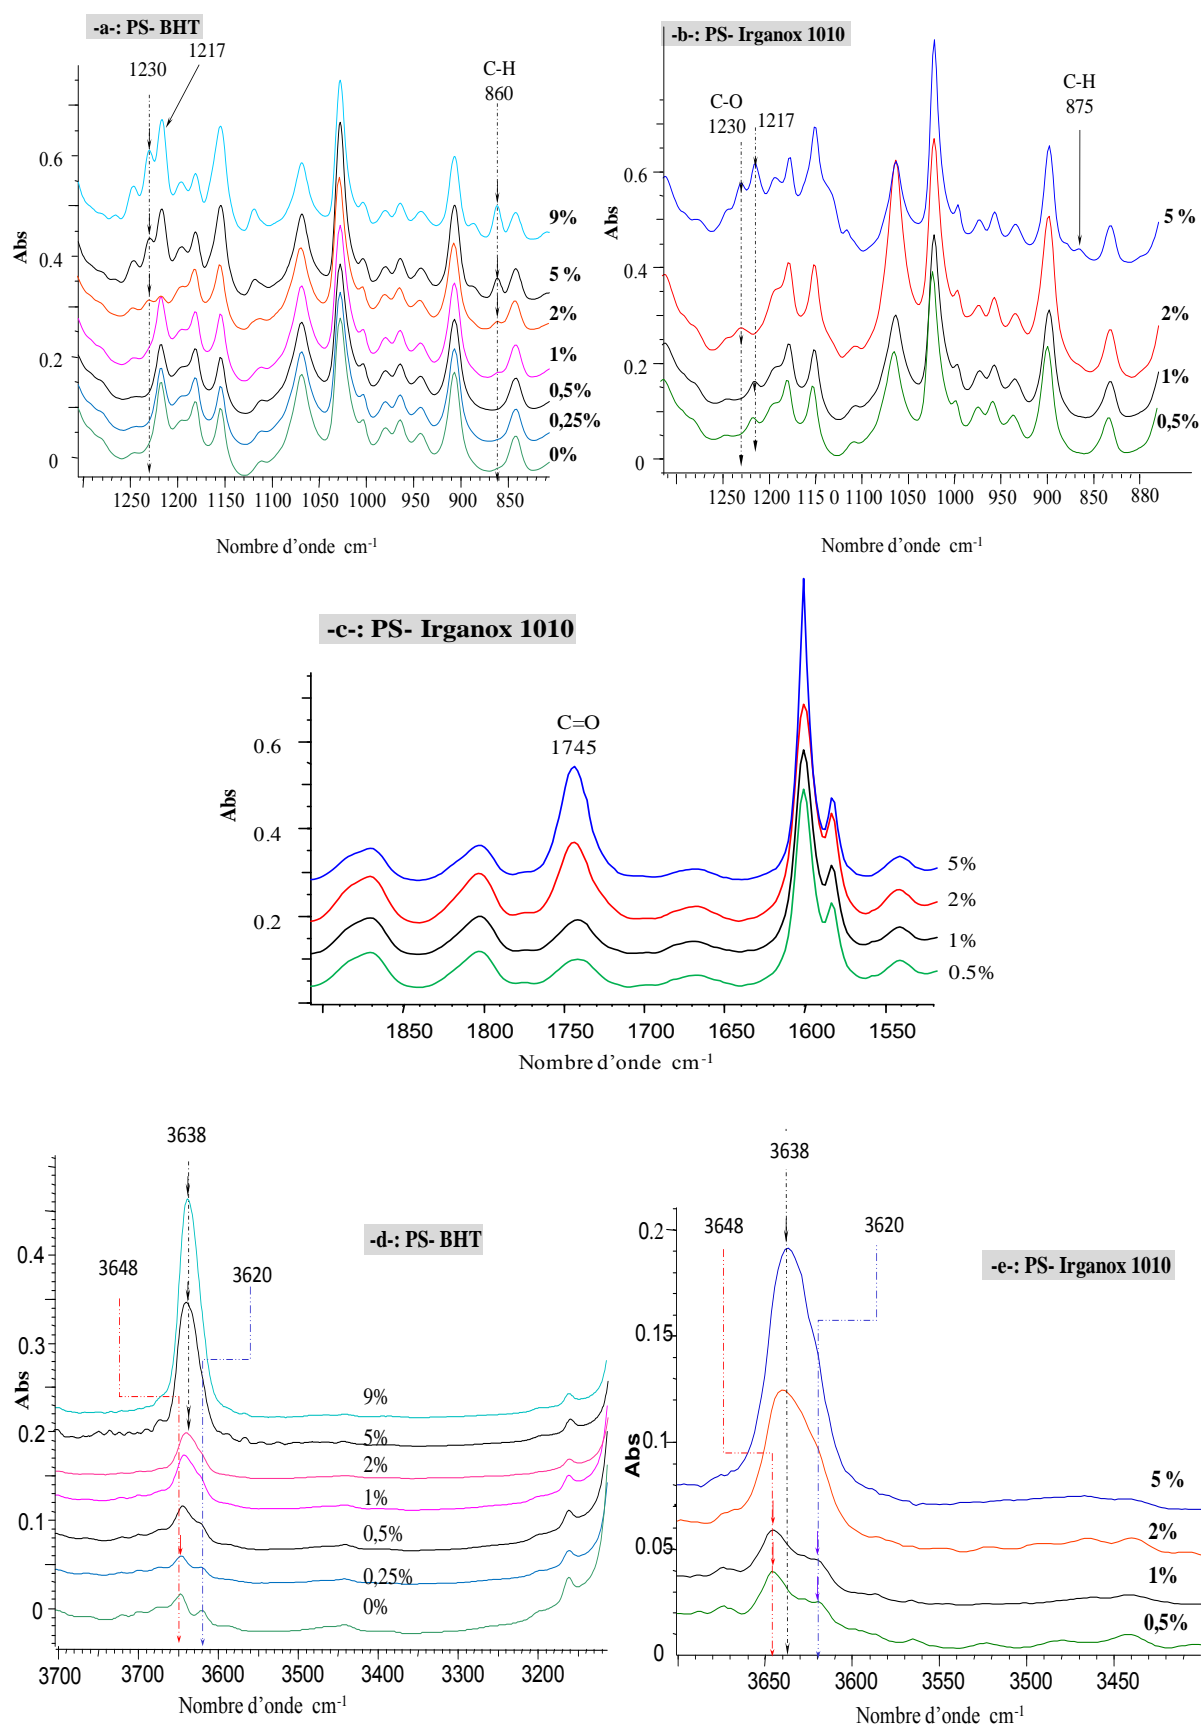 -a-: PS- BHT
1217
1230
C-H
860
0.6
0.4
0.2
0
Abs
9%
5%
2%
1%
0,5%
0,25%
0%
1250 1200 1150 1100 1050 1000 950 900 850
Nombre d’onde cm-1
-b-: PS- Irganox 1010
C-O
1230
1217
C-H
875
0.6
0.4
0.2
0
Abs
5%
2%
1%
0,5%
1250 1200 1150 1100 1050 1000 950 900 850 880
Nombre d’onde cm-1
-c-: PS- Irganox 1010
C=O
1745
0.6
0.4
0.2
Abs
5%
2%
1%
0.5%
1850 1800 1750 1700 1650 1600 1550
Nombre d’onde cm-1
3638
-d-: PS- BHT
3648
3620
0.4
0.3
0.2
0.1
0
Abs
9%
5%
2%
1%
0,5%
0,25%
0%
3700 3700 3600 3500 3400 3300 3200
Nombre d’onde cm-1
3638
3648
3620
-e-: PS- Irganox 1010
0.2
0.15
0.1
0.05
0
Abs
5%
2%
1%
0,5%
3650 3600 3550 3500 3450
Nombre d’onde cm-1